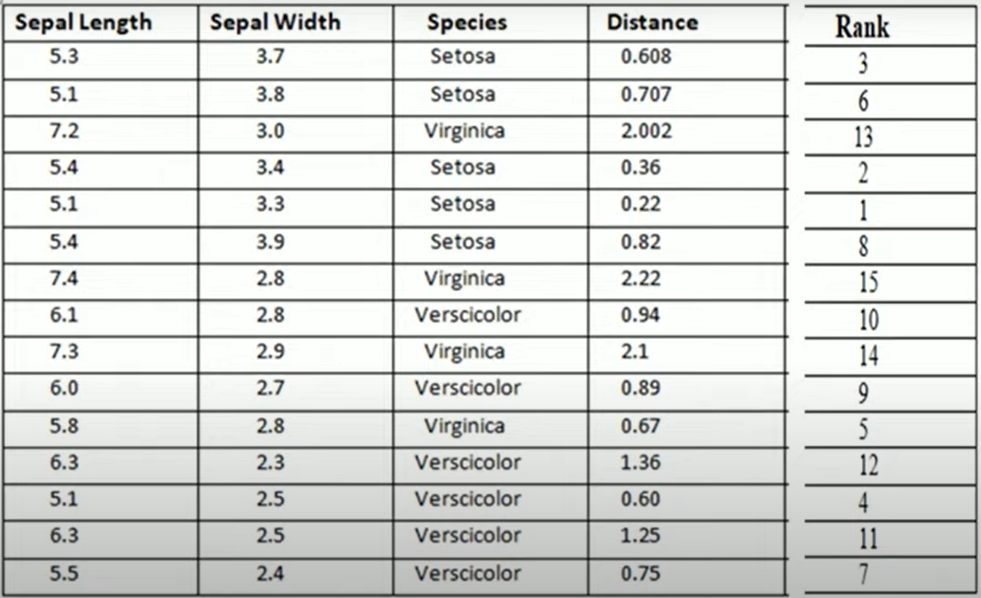 Sepal Length Sepal Width Species Distance Rank
5.3 3.7 Setosa 0.608 3
5.1 3.8 Setosa 0.707 6
7.2 3.0 Virginica 2.002 13
5.4 3.4 Setosa 0.36 2
5.1 3.3 Setosa 0.22 1
5.4 3.9 Setosa 0.82 8
7.4 2.8 Virginica 2.22 15
6.1 2.8 Verscicolor 0.94 10
7.3 2.9 Virginica 2.1 14
6.0 2.7 Verscicolor 0.89 9
5.8 2.8 Virginica 0.67 5
6.3 2.3 Verscicolor 1.36 12
5.1 2.5 Verscicolor 0.60 4
6.3 2.5 Verscicolor 1.25 11
5.5 2.4 Verscicolor 0.75 7